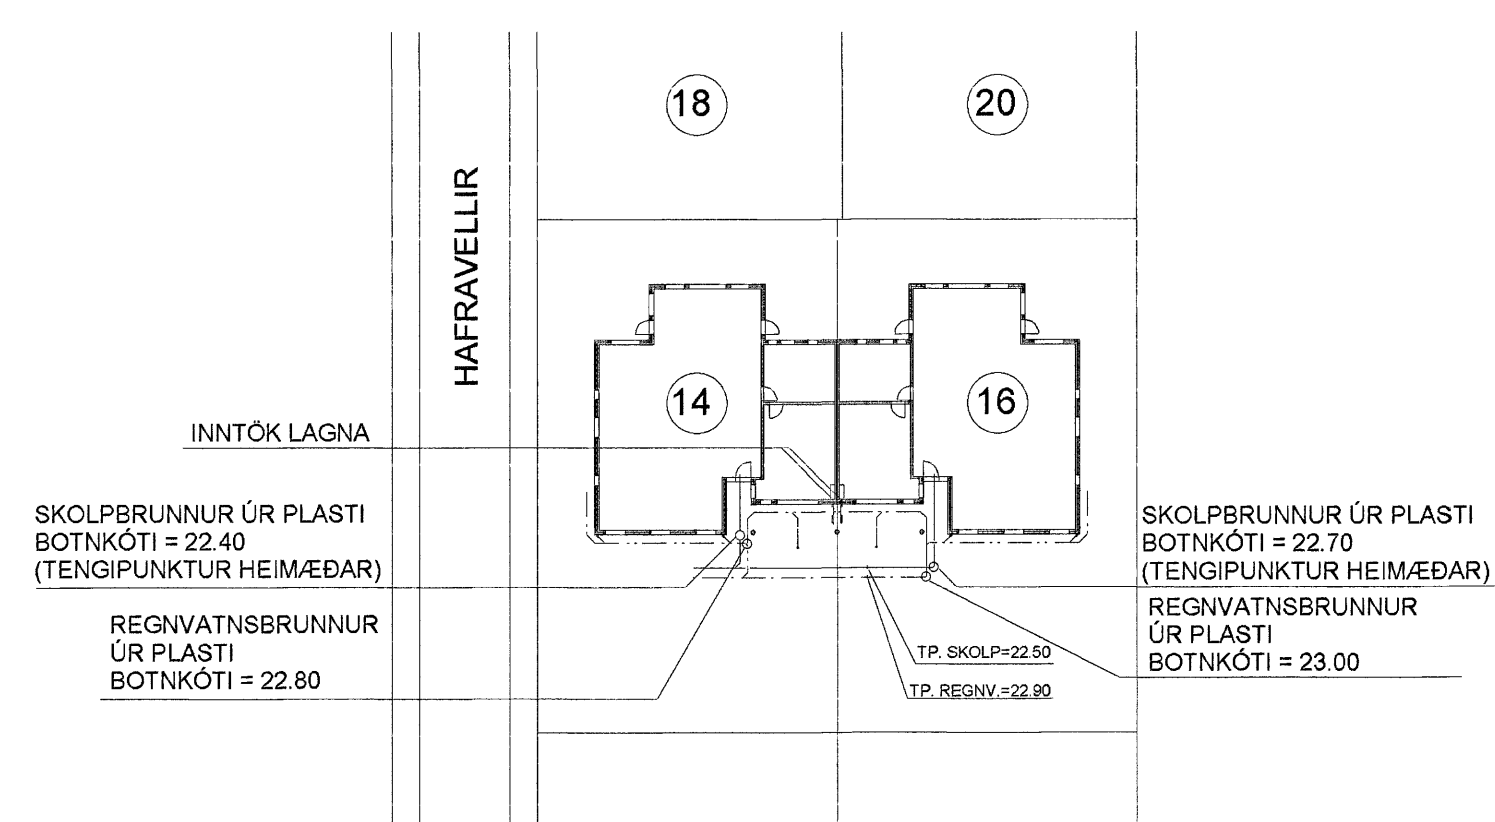 18
20
HAFRAVELLIR
14
16
INNTÖK LAGNA
SKOLPBRUNNUR ÚR PLASTI
BOTNKÓTI = 22.40
(TENGIPUNKTUR HEIMÆÐAR)
REGNVATNSBRUNNUR
ÚR PLASTI
BOTNKÓTI = 22.80
SKOLPBRUNNUR ÚR PLASTI
BOTNKÓTI = 22.70
(TENGIPUNKTUR HEIMÆÐAR)
REGNVATNSBRUNNUR
ÚR PLASTI
BOTNKÓTI = 23.00
TP. SKOLP=22.50
TP. REGNV.=22.90